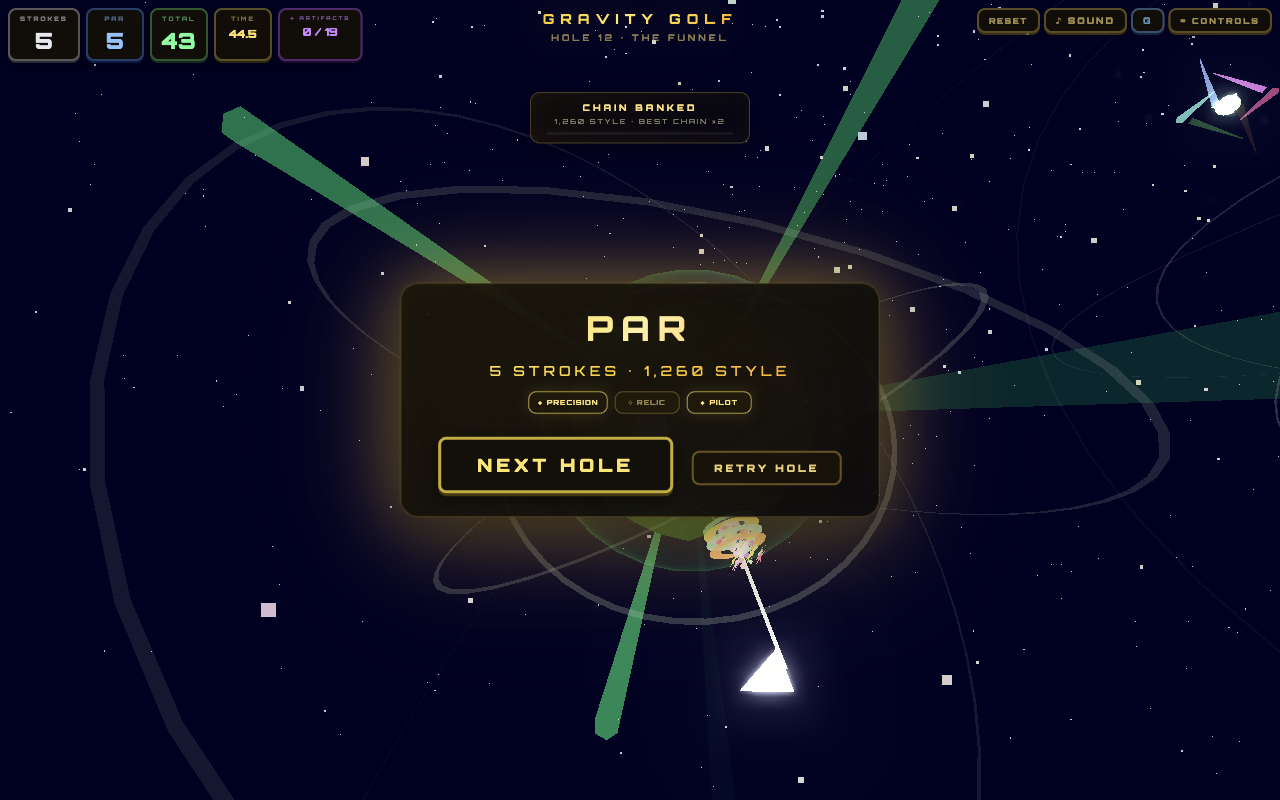 STROKES
5
PAR
5
TOTAL
43
TIME
44.5
ARTIFACTS
0 / 19
GRAVITY GOLF
HOLE 12 · THE FUNNEL
RESET
♪ SOUND
G
CONTROLS
CHAIN BANKED
1,260 STYLE · BEST CHAIN ×2
PAR
5 STROKES · 1,260 STYLE
PRECISION
RELIC
PILOT
NEXT HOLE
RETRY HOLE